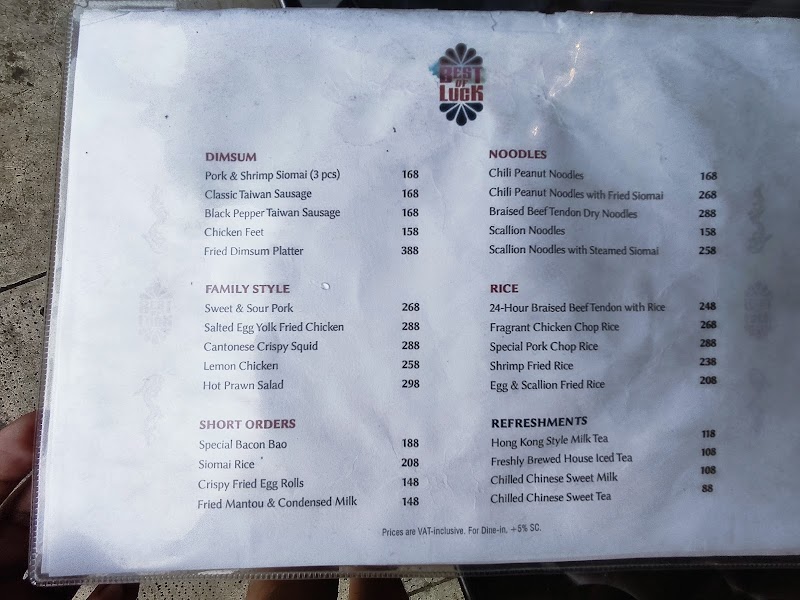 BEST
OF
LUCK
DIMSUM
Pork & Shrimp Siomai (3 pcs) 168
Classic Taiwan Sausage 168
Black Pepper Taiwan Sausage 168
Chicken Feet 158
Fried Dimsum Platter 388
FAMILY STYLE
Sweet & Sour Pork 268
Salted Egg Yolk Fried Chicken 288
Cantonese Crispy Squid 288
Lemon Chicken 258
Hot Prawn Salad 298
SHORT ORDERS
Special Bacon Bao 188
Siomai Rice 208
Crispy Fried Egg Rolls 148
Fried Mantou & Condensed Milk 148
NOODLES
Chili Peanut Noodles 168
Chili Peanut Noodles with Fried Siomai 268
Braised Beef Tendon Dry Noodles 288
Scallion Noodles 158
Scallion Noodles with Steamed Siomai 258
RICE
24-Hour Braised Beef Tendon with Rice 248
Fragrant Chicken Chop Rice 268
Special Pork Chop Rice 288
Shrimp Fried Rice 238
Egg & Scallion Fried Rice 208
REFRESHMENTS
Hong Kong Style Milk Tea 118
Freshly Brewed House Iced Tea 108
Chilled Chinese Sweet Milk 108
Chilled Chinese Sweet Tea 88
Prices are VAT-inclusive. For Dine-in, +5% SC.